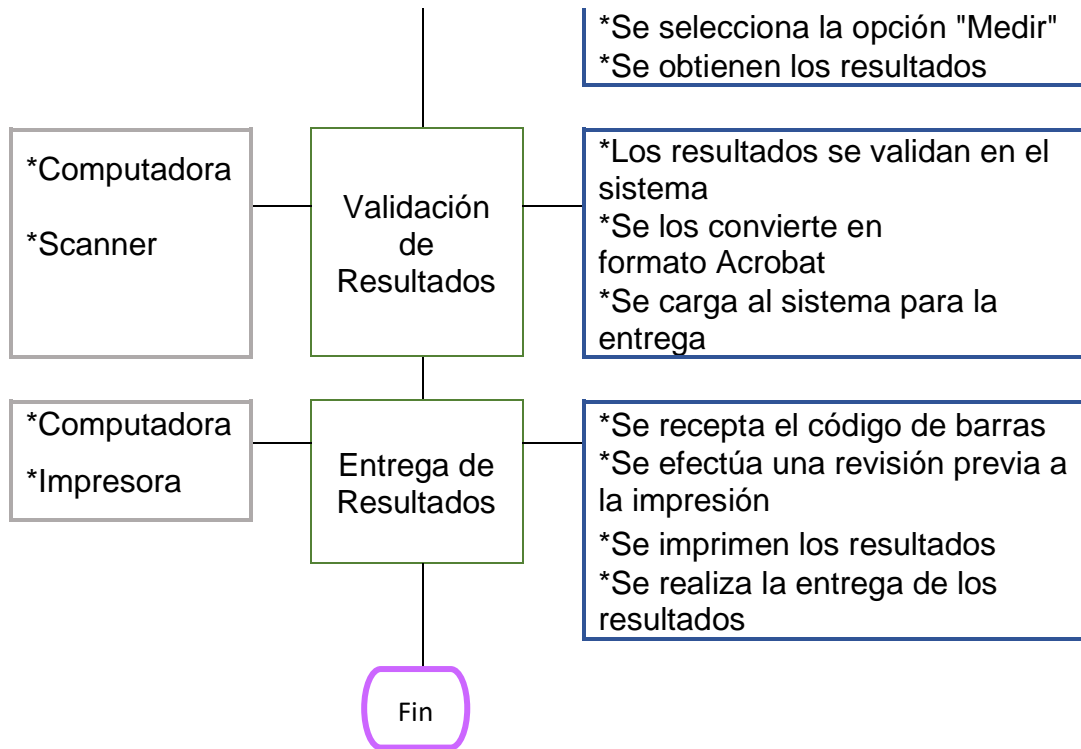 *Se selecciona la opción "Medir"
*Se obtienen los resultados
*Computadora
*Scanner
Validación
de
Resultados
*Los resultados se validan en el
sistema
*Se los convierte en
formato Acrobat
*Se carga al sistema para la
entrega
*Computadora
*Impresora
Entrega de
Resultados
*Se recepta el código de barras
*Se efectúa una revisión previa a
la impresión
*Se imprimen los resultados
*Se realiza la entrega de los
resultados
Fin